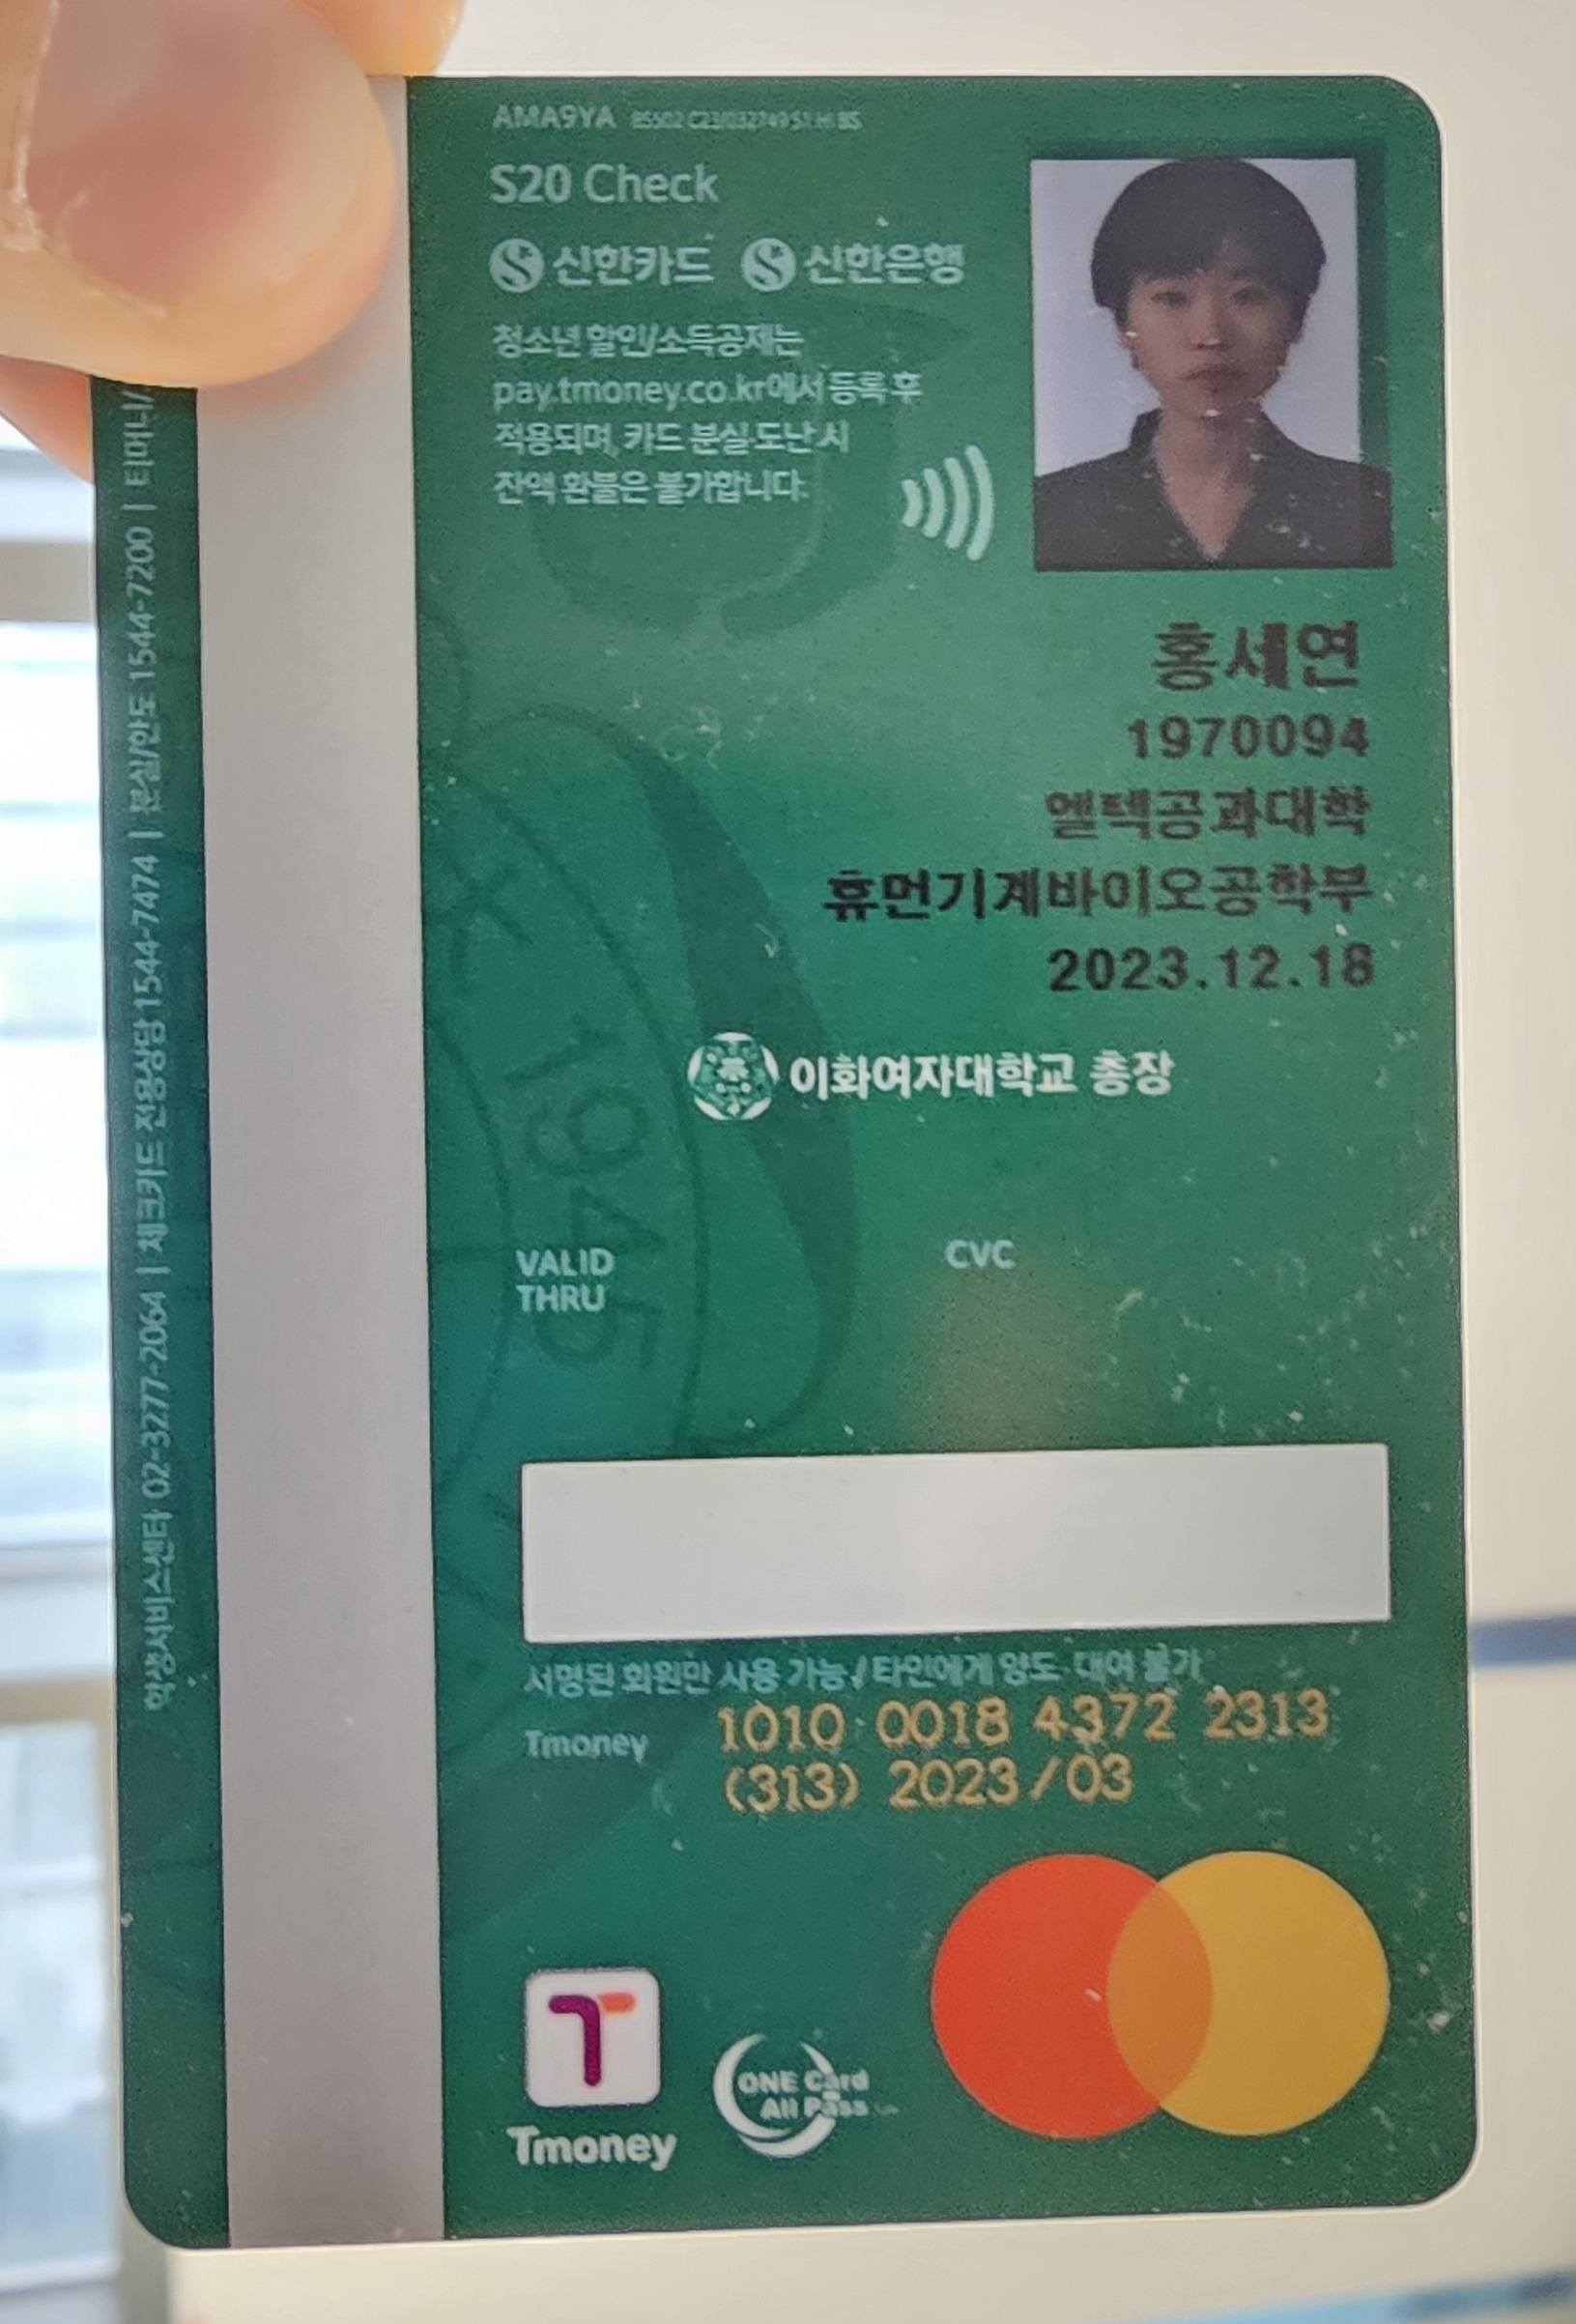 AMA9YA
S20 Check
신한카드 신한은행
청소년 할인/소득공제는
pay.tmoney.co.kr에서 등록 후
적용되며, 카드 분실·도난 시
잔액 환불은 불가합니다.
홍세연
1970094
엘텍공과대학
휴먼기계바이오공학부
2023.12.18
이화여자대학교 총장
1945
VALID
THRU
CVC
서명된 회원만 사용 가능 / 타인에게 양도·대여 불가
Tmoney
1010 0018 4372 2313
(313) 2023/03
Tmoney
ONE Card
All Pass
학생서비스센터 02-3277-2064 | 체크카드 전용상담 1544-7474 | 분실/안도 1544-7200 | 티머니/